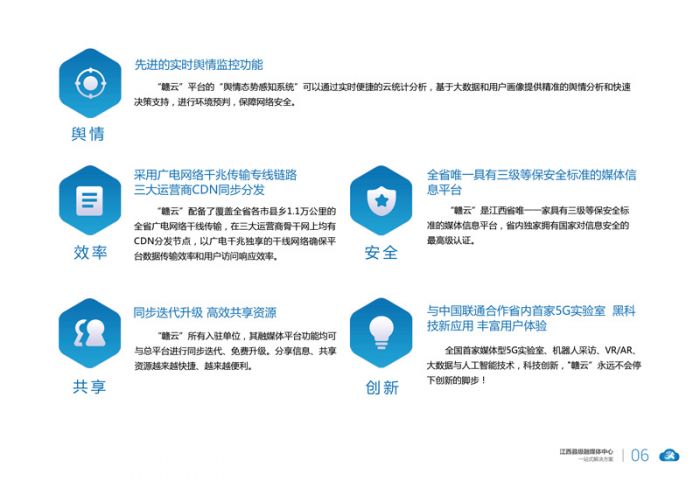 先进的实时舆情监控功能
“赣云”平台的“舆情态势感知系统”可以通过实时便捷的云统计分析，基于大数据和用户画像提供精准的舆情分析和快速
决策支持，进行环境预判，保障网络安全。
舆情
采用广电网络千兆传输专线链路
三大运营商CDN同步分发
“赣云”配备了覆盖全省各市县乡1.1万公里的
全省广电网络干线传输，在三大运营商骨干网上均有
CDN分发节点，以广电千兆独享的干线网络确保平
台数据传输效率和用户访问响应效率。
效率
全省唯一具有三级等保安全标准的媒体信
息平台
“赣云”是江西省唯一一家具有三级等保安全标
准的媒体信息平台，省内独家拥有国家对信息安全的
最高级认证。
安全
同步迭代升级 高效共享资源
“赣云”所有入驻单位，其融媒体平台功能均可
与总平台进行同步迭代、免费升级。分享信息、共享
资源越来越快捷、越来越便利。
共享
与中国联通合作省内首家5G实验室 黑科
技新应用 丰富用户体验
全国首家媒体型5G实验室、机器人采访、VR/AR、
大数据与人工智能技术，科技创新，“赣云”永远不会停
下创新的脚步！
创新
江西县级融媒体中心
一站式解决方案
06